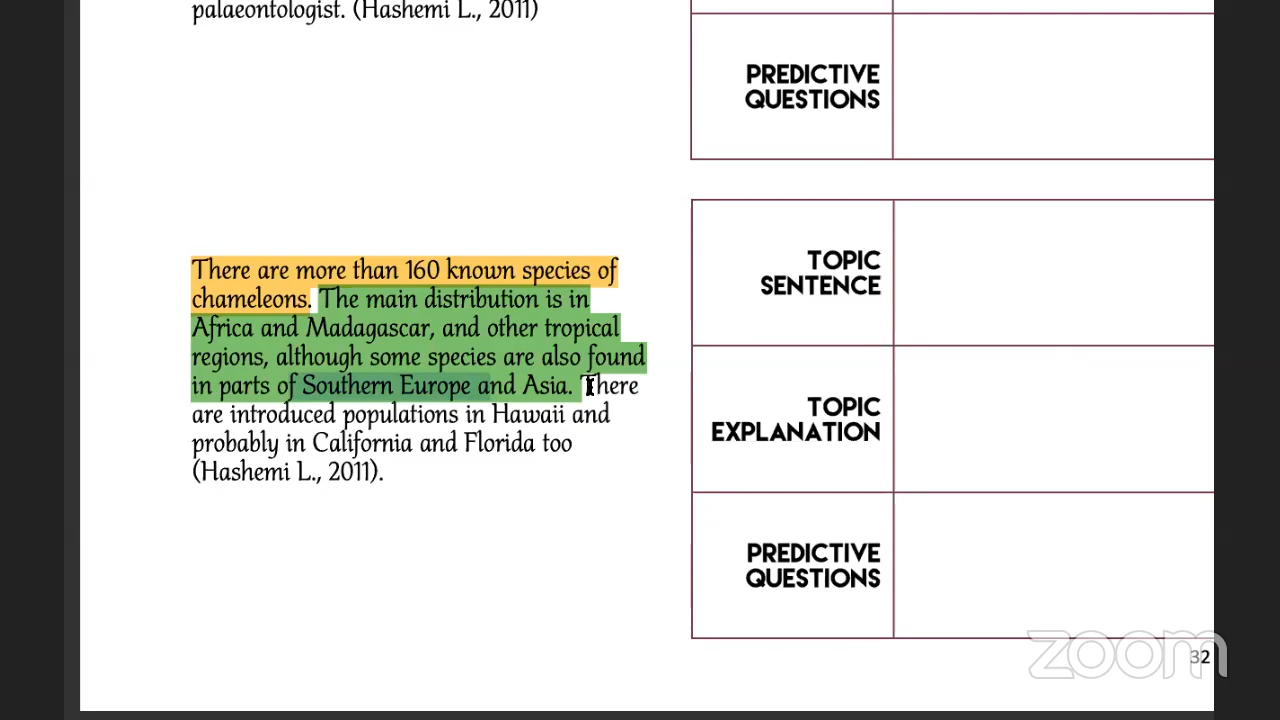 palaeontologist. (Hashemi L., 2011)
PREDICTIVE
QUESTIONS
There are more than 160 known species of
chameleons. The main distribution is in
Africa and Madagascar, and other tropical
regions, although some species are also found
in parts of Southern Europe and Asia. There
are introduced populations in Hawaii and
probably in California and Florida too
(Hashemi L., 2011).
TOPIC
SENTENCE
TOPIC
EXPLANATION
PREDICTIVE
QUESTIONS
zoom
32